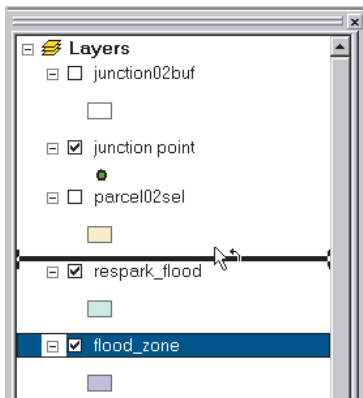 Layers
junction02buf
junction point
parcel02sel
respark_flood
flood_zone